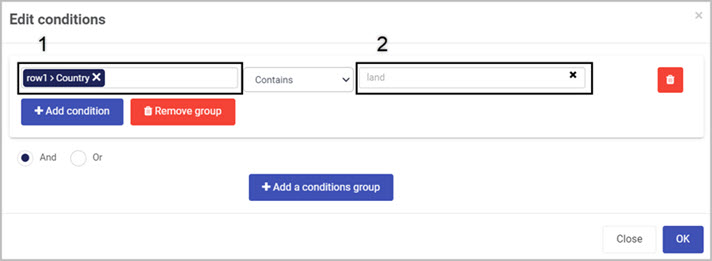 Edit conditions
×
1
2
row1 > Country ×
Contains
land
×
+ Add condition
Remove group
And
Or
+ Add a conditions group
Close
OK